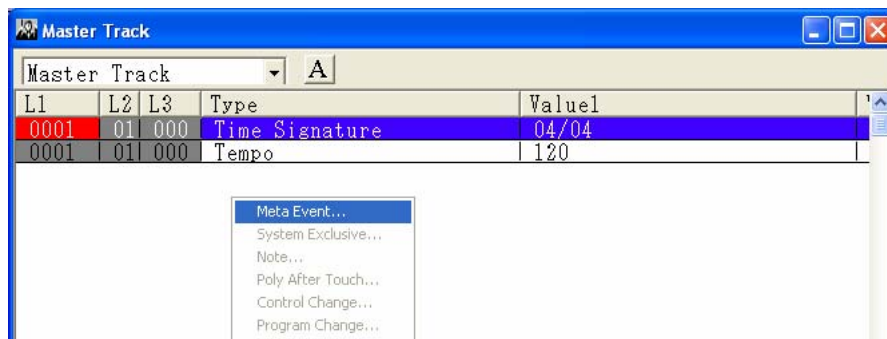 Master Track
Master Track A
L1 L2 L3 Type Value1
0001 01 000 Time Signature 04/04
0001 01 000 Tempo 120
Meta Event...
System Exclusive...
Note...
Poly After Touch...
Control Change...
Program Change...